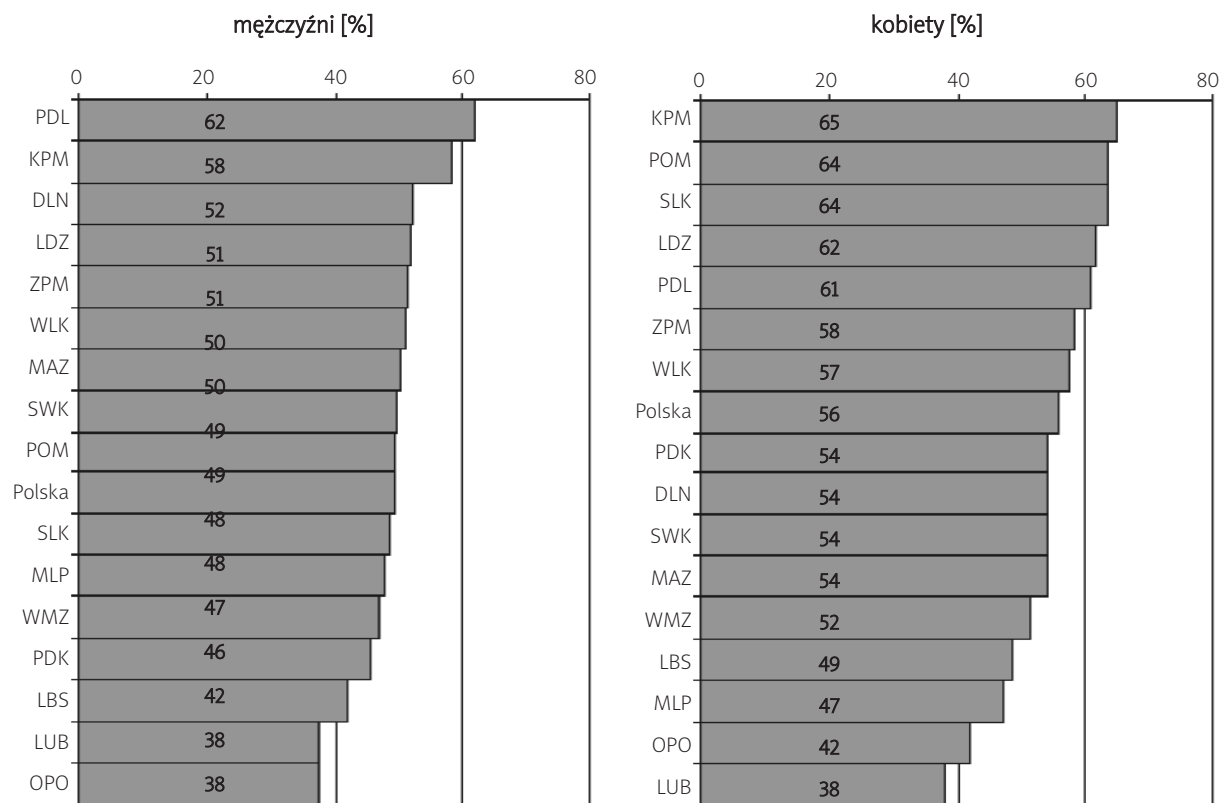 mężczyźni [%]
0 20 40 60 80
PDL 62
KPM 58
DLN 52
LDZ 51
ZPM 51
WLK 50
MAZ 50
SWK 49
POM 49
Polska 48
SLK 48
MLP 47
WMZ 46
PDK 42
LBS 38
LUB 38
OPO
kobiety [%]
0 20 40 60 80
KPM 65
POM 64
SLK 64
LDZ 62
PDL 61
ZPM 58
WLK 57
Polska 56
PDK 54
DLN 54
SWK 54
MAZ 54
WMZ 52
LBS 49
MLP 47
OPO 42
LUB 38